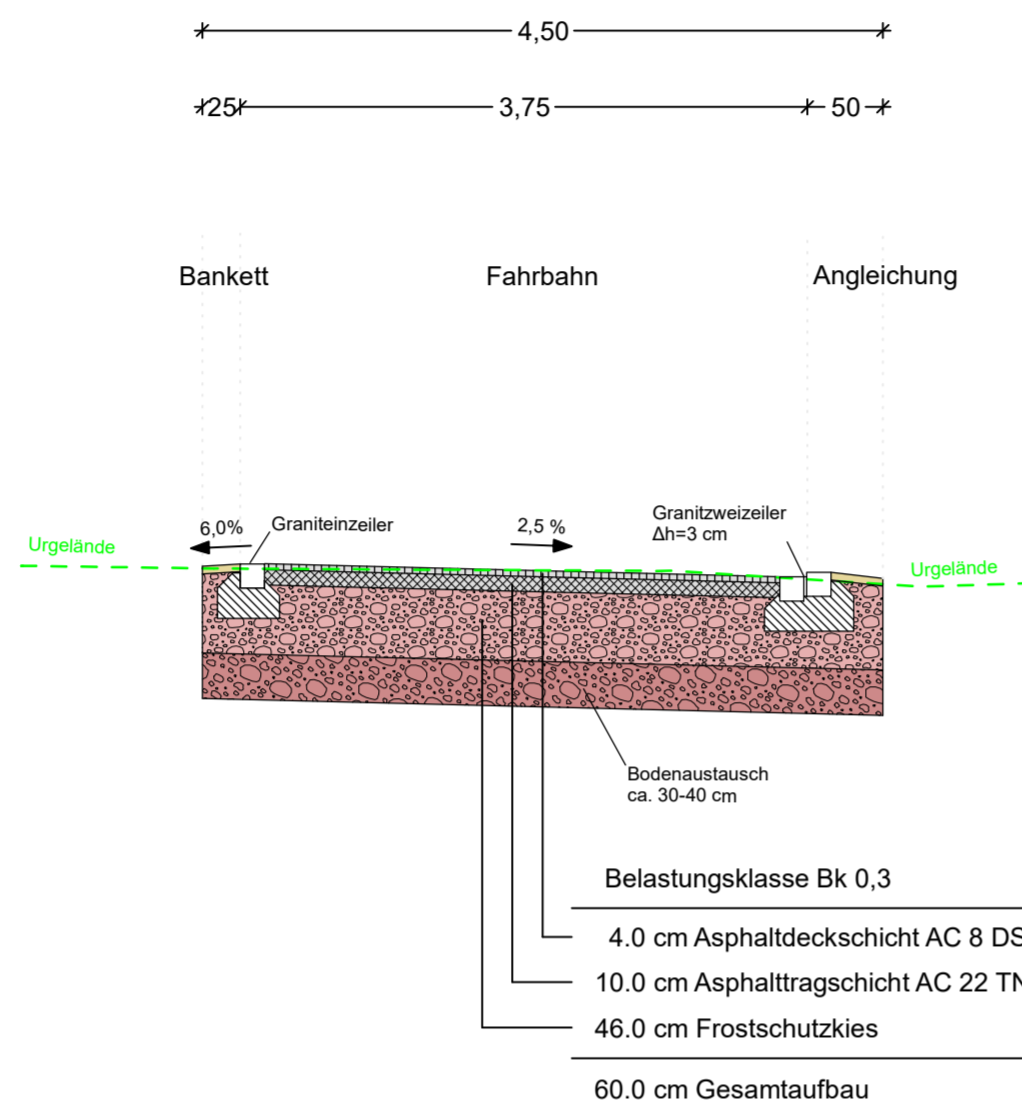 4,50
25
3,75
50
Bankett
Fahrbahn
Angleichung
6,0%
Graniteinzeiler
2,5 %
Granitzweizeiler
Δh=3 cm
Urgelände
Urgelände
Bodenaustausch
ca. 30-40 cm
Belastungsklasse Bk 0,3
4.0 cm Asphaltdeckschicht AC 8 DS
10.0 cm Asphalttragschicht AC 22 TN
46.0 cm Frostschutzkies
60.0 cm Gesamtaufbau